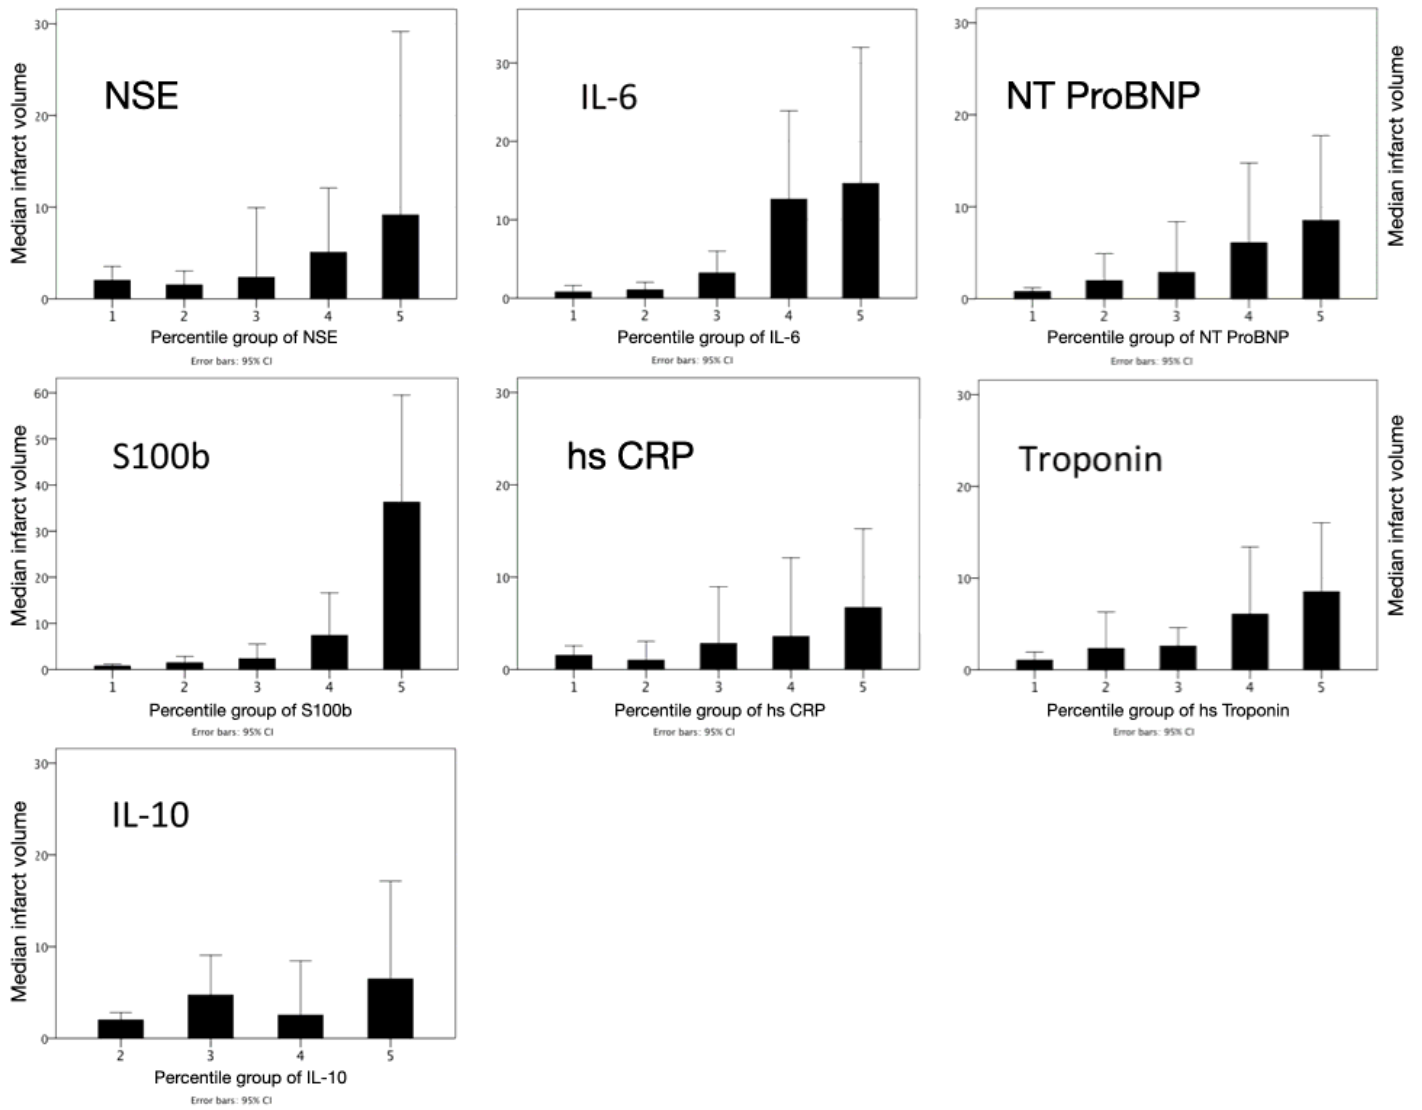 Median infarct volume
30
20
10
0
NSE
1 2 3 4 5
Percentile group of NSE
Error bars: 95% CI
30
20
10
0
IL-6
1 2 3 4 5
Percentile group of IL-6
Error bars: 95% CI
30
20
10
0
NT ProBNP
1 2 3 4 5
Percentile group of NT ProBNP
Error bars: 95% CI
Median infarct volume
Median infarct volume
60
50
40
30
20
10
0
S100b
1 2 3 4 5
Percentile group of S100b
Error bars: 95% CI
30
20
10
0
hs CRP
1 2 3 4 5
Percentile group of hs CRP
Error bars: 95% CI
30
20
10
0
Troponin
1 2 3 4 5
Percentile group of hs Troponin
Error bars: 95% CI
Median infarct volume
Median infarct volume
30
20
10
0
IL-10
2 3 4 5
Percentile group of IL-10
Error bars: 95% CI